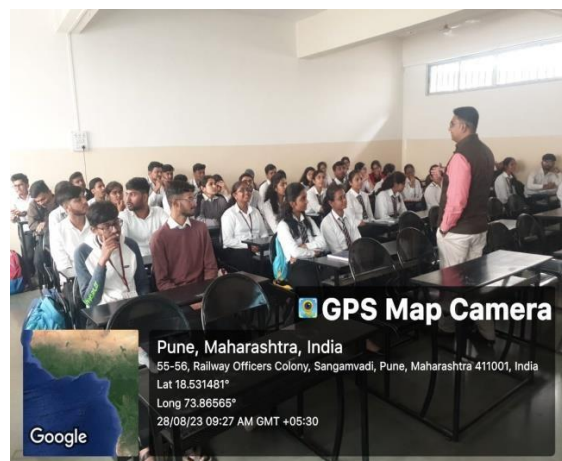 GPS Map Camera
Pune, Maharashtra, India
55-56, Railway Officers Colony, Sangamvadi, Pune, Maharashtra 411001, India
Lat 18.531481°
Long 73.86565°
28/08/23 09:27 AM GMT +05:30
Google